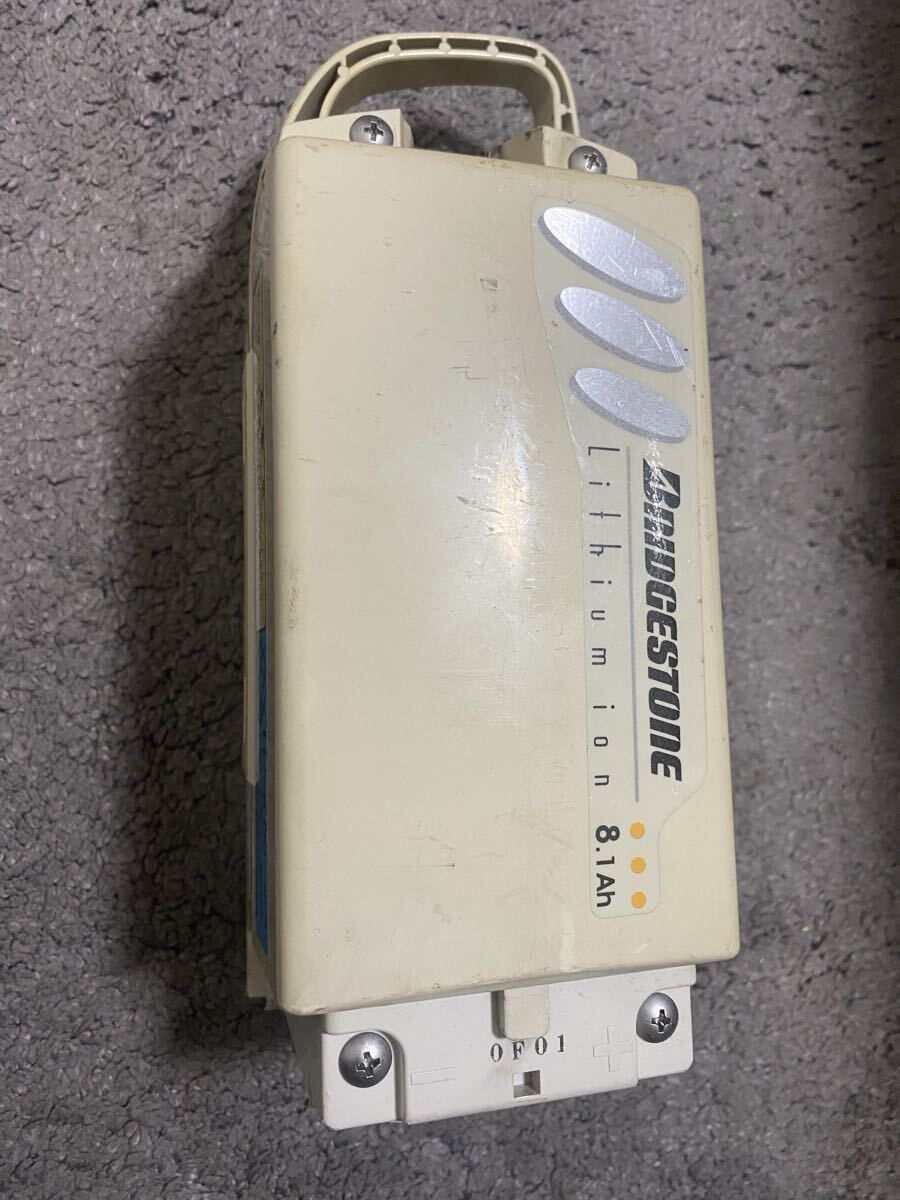 BRIDGESTONE
Lithium ion
8.1Ah
0F01
- +